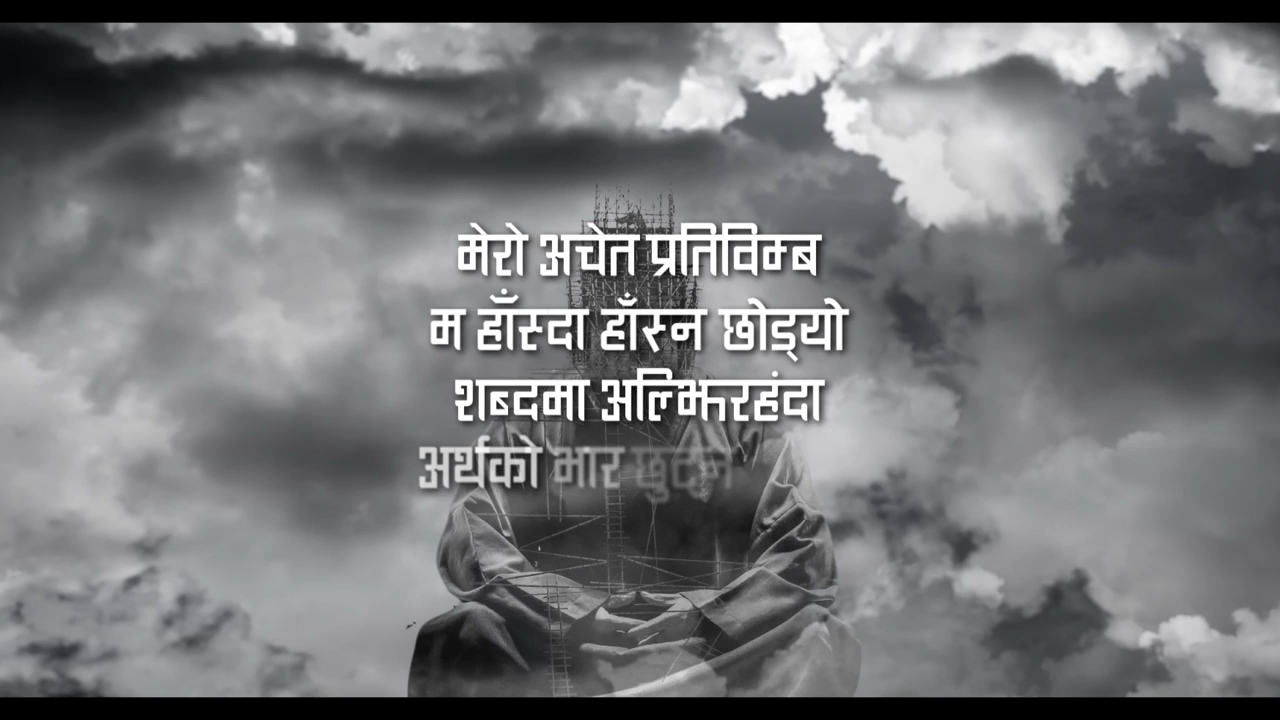 मेरो अचेत प्रतिविम्ब
म हाँस्दा हाँस्न छोड्यो
शब्दमा अल्झिरहंदा
अर्थको भार छुट्ने